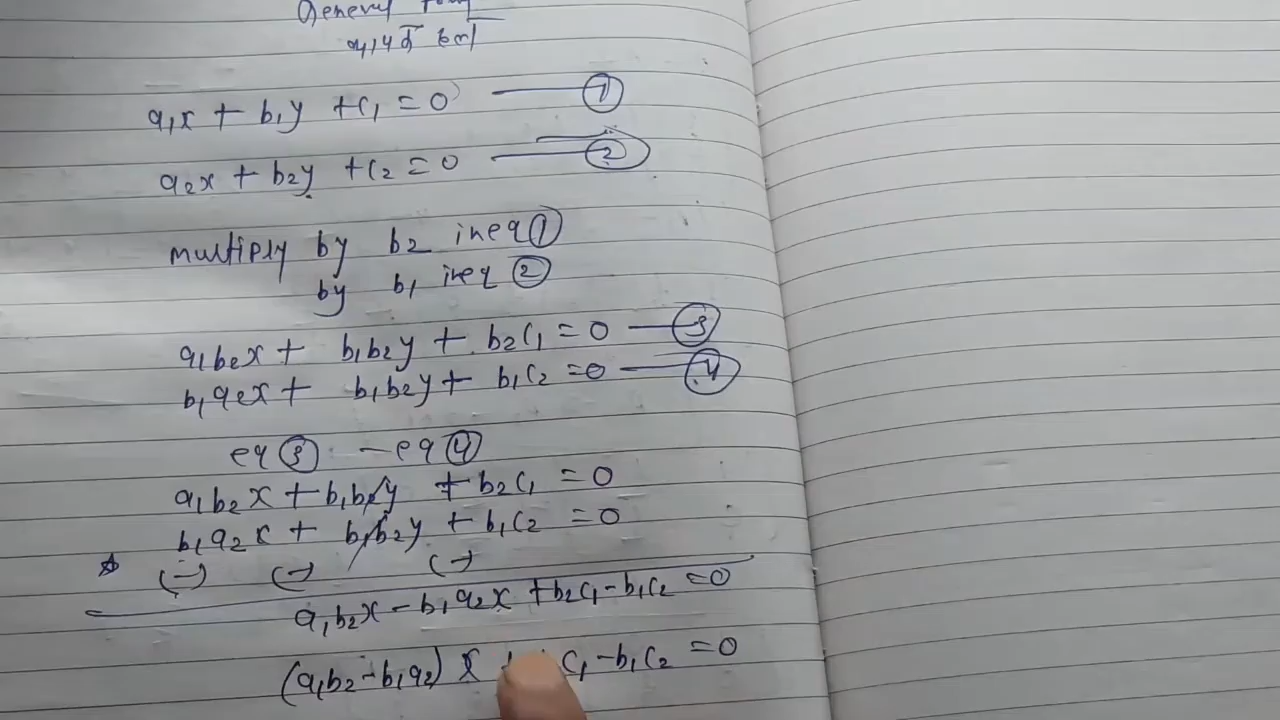 General
a₁x + b₁y + c₁ = 0 —— ①
a₂x + b₂y + c₂ = 0 —— ②
multiply by b₂ in eq ①
by b₁ in eq ②
a₁b₂x + b₁b₂y + b₂c₁ = 0 — ③
b₁a₂x + b₁b₂y + b₁c₂ = 0 — ④
eq ③ - eq ④
a₁b₂x + b₁b₂y + b₂c₁ = 0
b₁a₂x + b₁b₂y + b₁c₂ = 0
(-) (-) (-)
a₁b₂x - b₁a₂x + b₂c₁ - b₁c₂ = 0
(a₁b₂ - b₁a₂) x c₁ - b₁c₂ = 0